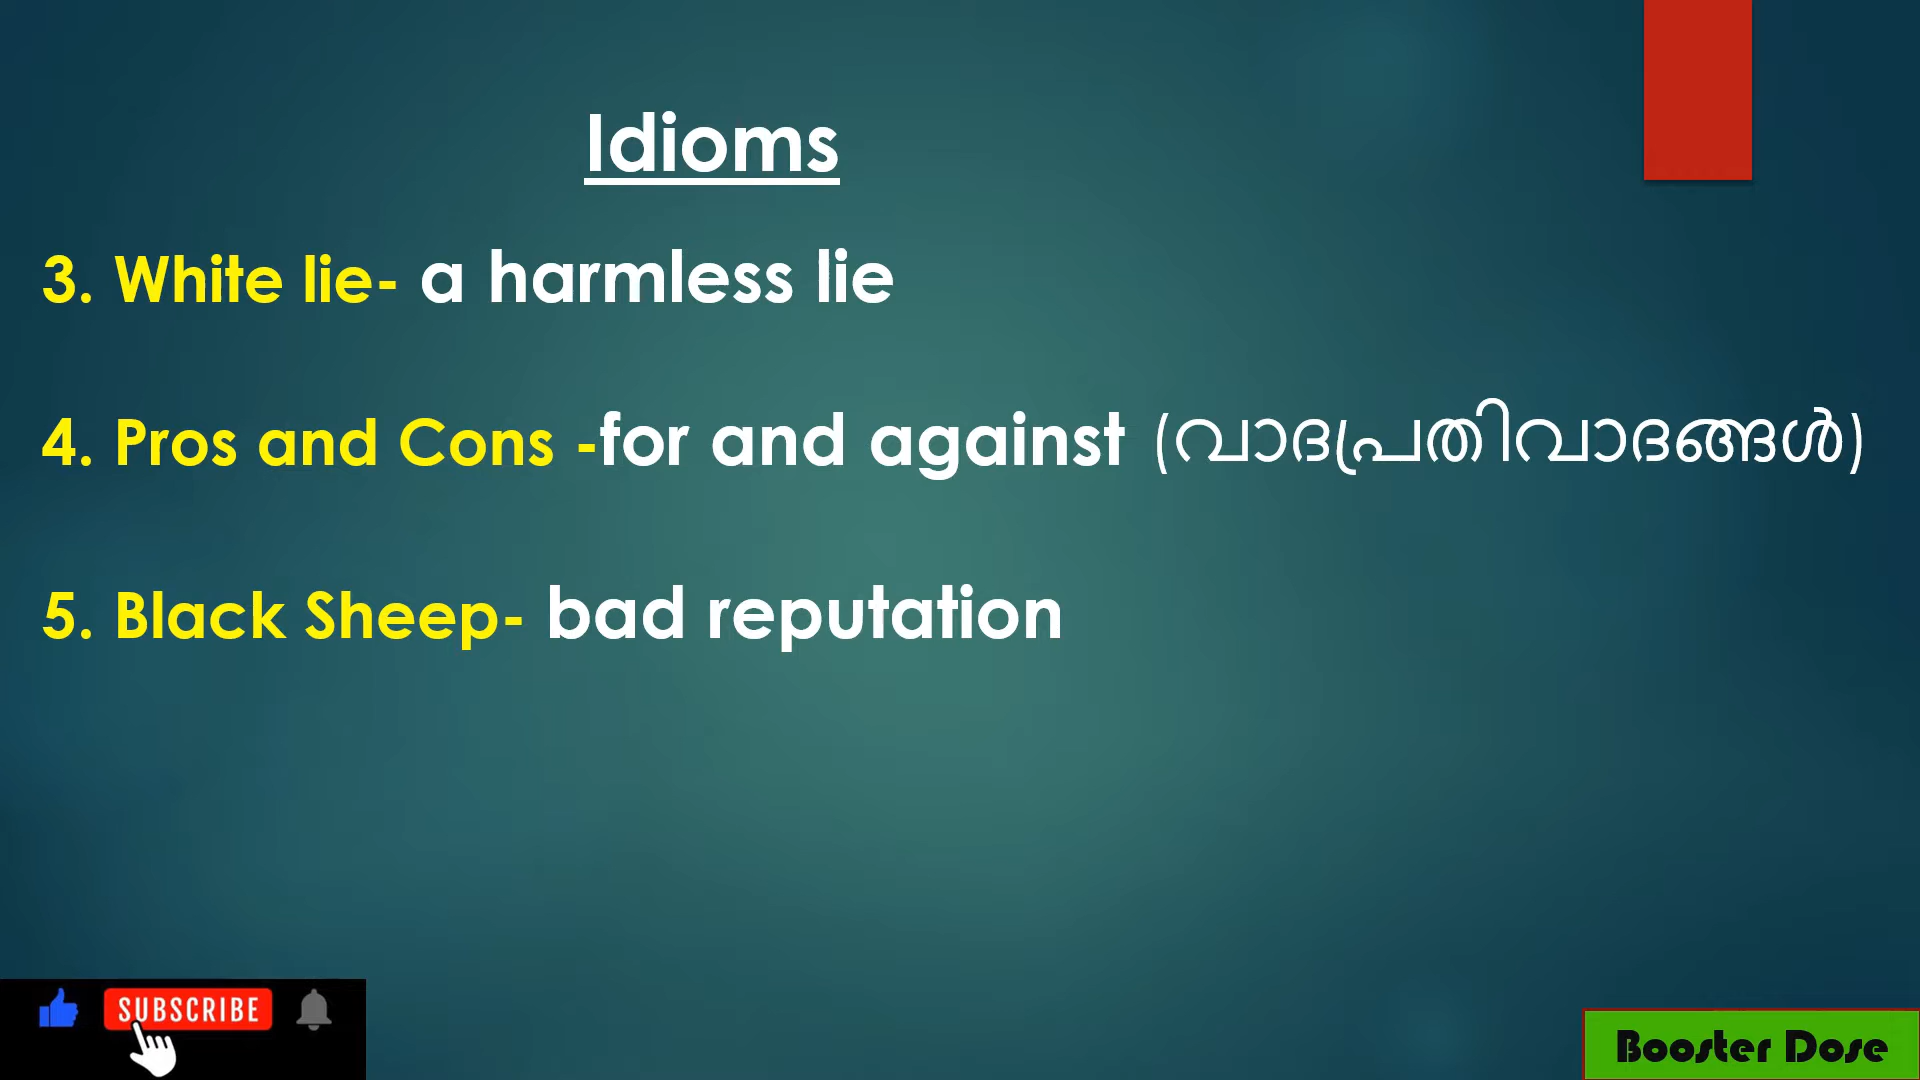 Idioms
3. White lie- a harmless lie
4. Pros and Cons -for and against (വാദപ്രതിവാദങ്ങൾ)
5. Black Sheep- bad reputation
SUBSCRIBE
Booster Dose